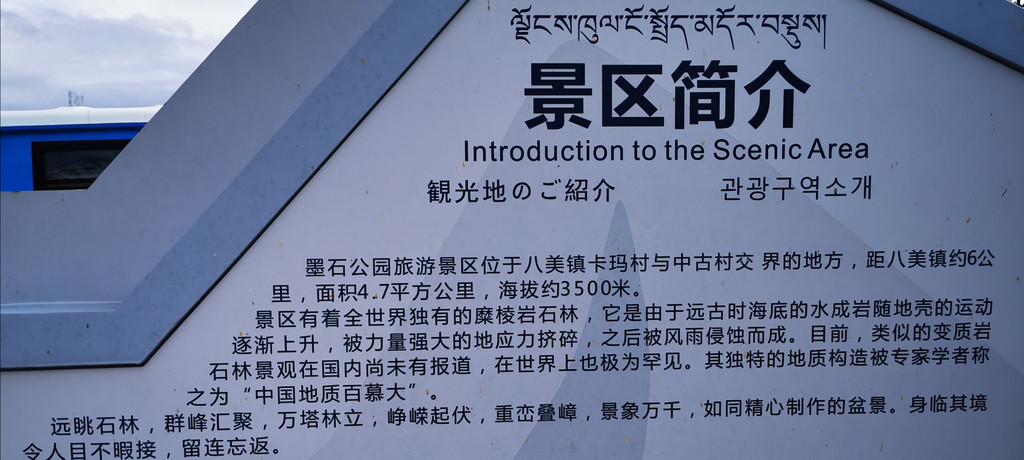 ལྗོངས་ཁུལ་ངོ་སྤྲོད་མདོར་བསྡུས།
景区简介
Introduction to the Scenic Area
観光地のご紹介 관광구역소개
墨石公园旅游景区位于八美镇卡玛村与中古村交 界的地方，距八美镇约6公
里，面积4.7平方公里，海拔约3500米。
景区有着全世界独有的糜棱岩石林，它是由于远古时海底的水成岩随地壳的运动
逐渐上升，被力量强大的地应力挤碎，之后被风雨侵蚀而成。目前，类似的变质岩
石林景观在国内尚未有报道，在世界上也极为罕见。其独特的地质构造被专家学者称
之为“中国地质百慕大”。
远眺石林，群峰汇聚，万塔林立，峥嵘起伏，重峦叠嶂，景象万千，如同精心制作的盆景。身临其境
令人目不暇接，留连忘返。